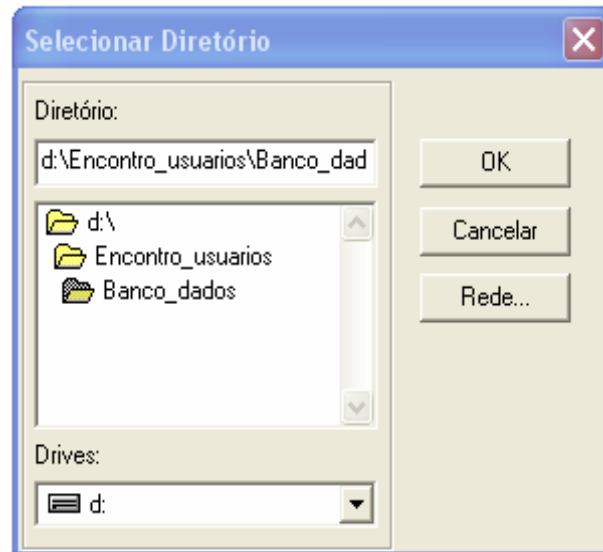 Selecionar Diretório
Diretório:
d:\Encontro_usuarios\Banco_dad
OK
d:\
Cancelar
Encontro_usuarios
Banco_dados
Rede...
Drives:
d: